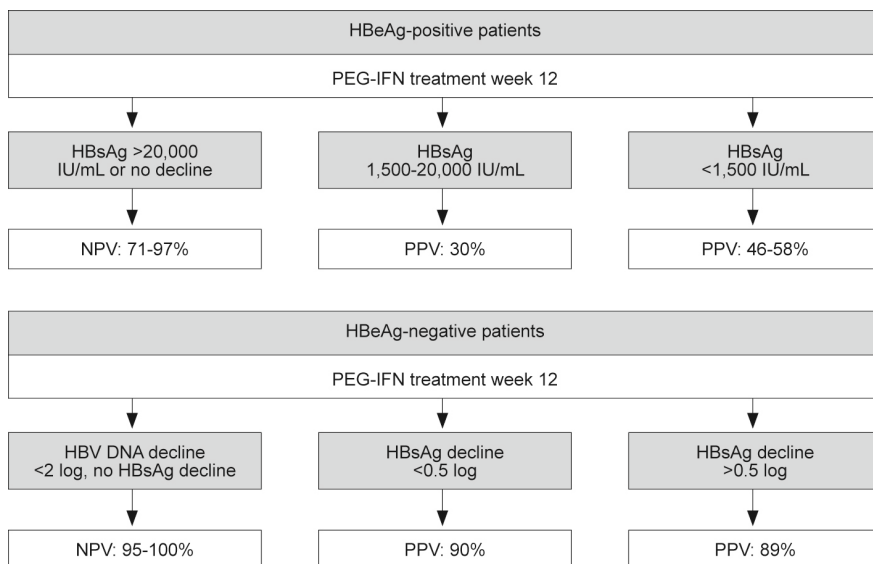 HBeAg-positive patients
PEG-IFN treatment week 12
HBsAg >20,000
IU/mL or no decline
HBsAg
1,500-20,000 IU/mL
HBsAg
<1,500 IU/mL
NPV: 71-97%
PPV: 30%
PPV: 46-58%
HBeAg-negative patients
PEG-IFN treatment week 12
HBV DNA decline
<2 log, no HBsAg decline
HBsAg decline
<0.5 log
HBsAg decline
>0.5 log
NPV: 95-100%
PPV: 90%
PPV: 89%